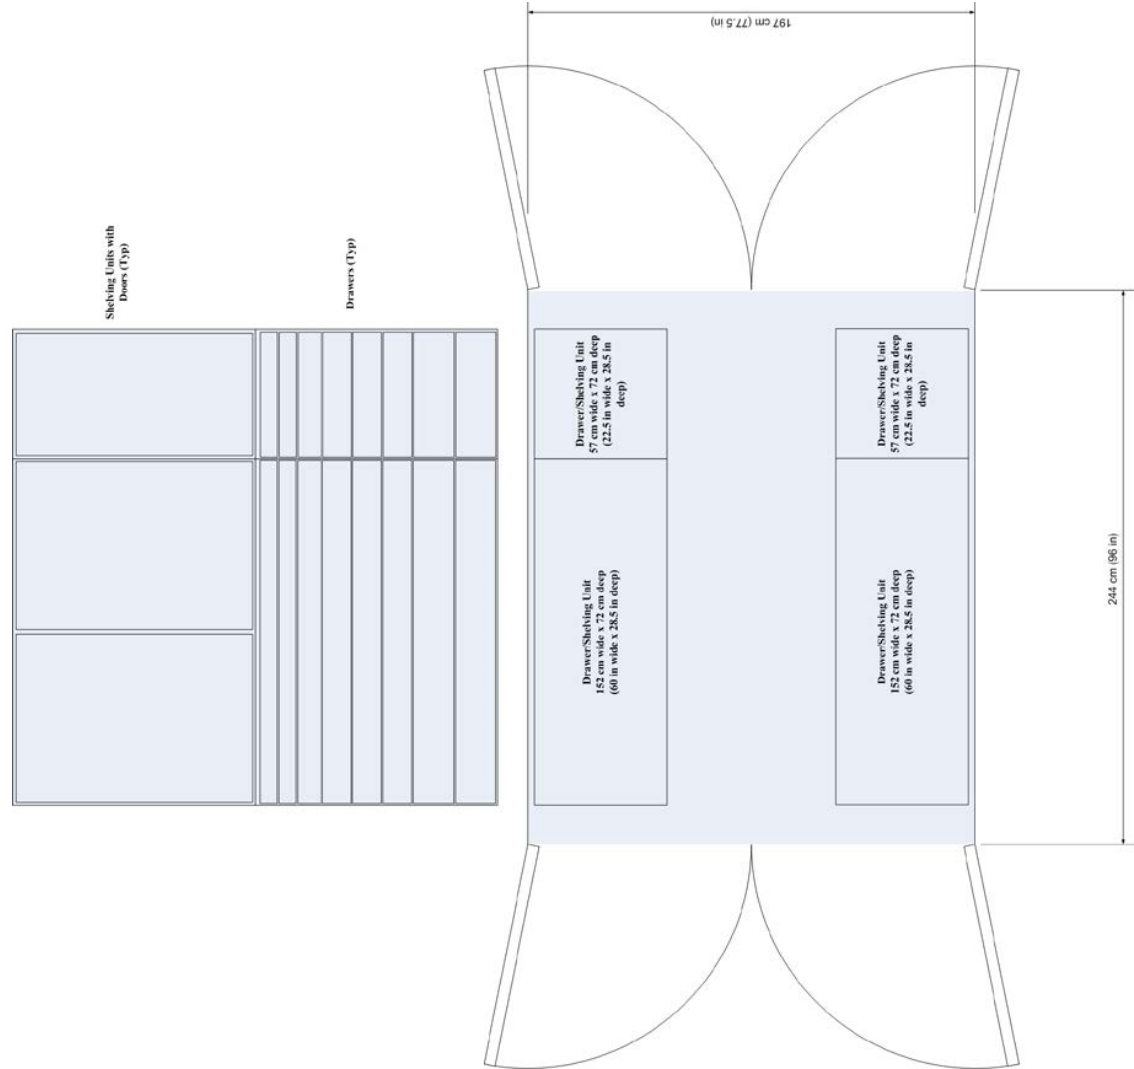 197 cm (77.5 in)
Shelving Units with
Doors (Typ)
Drawers (Typ)
Drawer/Shelving Unit
57 cm wide x 72 cm deep
(22.5 in wide x 28.5 in
deep)
Drawer/Shelving Unit
57 cm wide x 72 cm deep
(22.5 in wide x 28.5 in
deep)
Drawer/Shelving Unit
152 cm wide x 72 cm deep
(60 in wide x 28.5 in deep)
Drawer/Shelving Unit
152 cm wide x 72 cm deep
(60 in wide x 28.5 in deep)
244 cm (96 in)